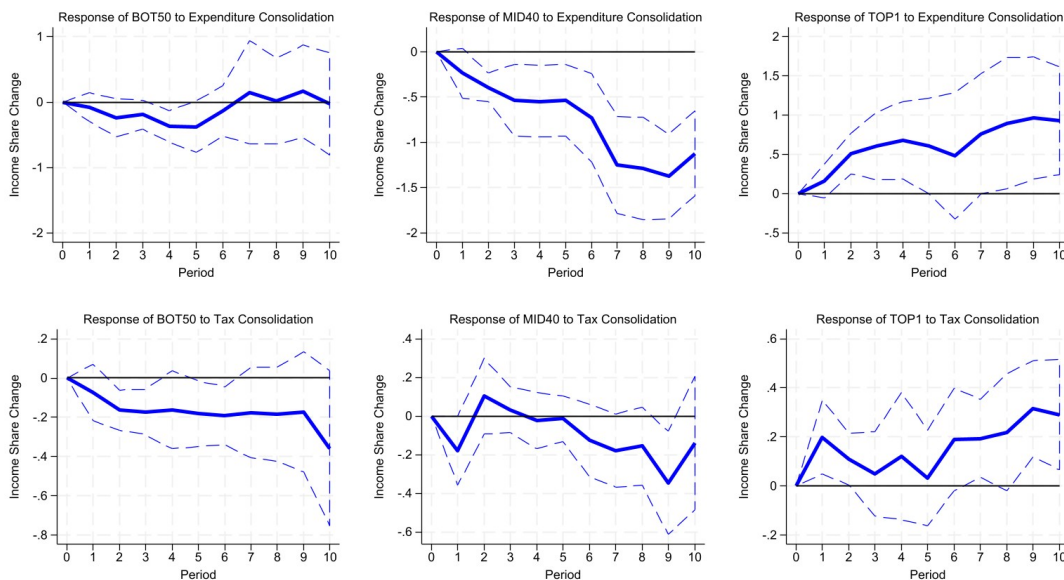 Response of BOT50 to Expenditure Consolidation
Income Share Change
1
0
-1
-2
0 1 2 3 4 5 6 7 8 9 10
Period
Response of MID40 to Expenditure Consolidation
Income Share Change
0
-.5
-1
-1.5
-2
0 1 2 3 4 5 6 7 8 9 10
Period
Response of TOP1 to Expenditure Consolidation
Income Share Change
2
1.5
1
.5
0
-.5
0 1 2 3 4 5 6 7 8 9 10
Period
Response of BOT50 to Tax Consolidation
Income Share Change
.2
0
-.2
-.4
-.6
-.8
0 1 2 3 4 5 6 7 8 9 10
Period
Response of MID40 to Tax Consolidation
Income Share Change
.4
.2
0
-.2
-.4
-.6
0 1 2 3 4 5 6 7 8 9 10
Period
Response of TOP1 to Tax Consolidation
Income Share Change
.6
.4
.2
0
-.2
0 1 2 3 4 5 6 7 8 9 10
Period